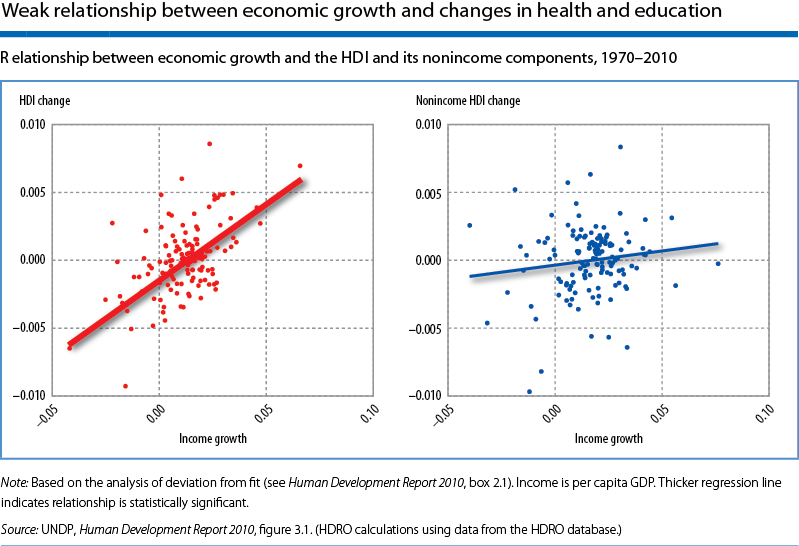 Weak relationship between economic growth and changes in health and education
R elationship between economic growth and the HDI and its nonincome components, 1970–2010
HDI change
0.010
0.005
0.000
−0.005
−0.010
−0.05
0.00
0.05
0.10
Income growth
Nonincome HDI change
0.010
0.005
0.000
−0.005
−0.010
−0.05
0.00
0.05
0.10
Income growth
Note: Based on the analysis of deviation from fit (see Human Development Report 2010, box 2.1). Income is per capita GDP. Thicker regression line
indicates relationship is statistically significant.
Source: UNDP, Human Development Report 2010, figure 3.1. (HDRO calculations using data from the HDRO database.)